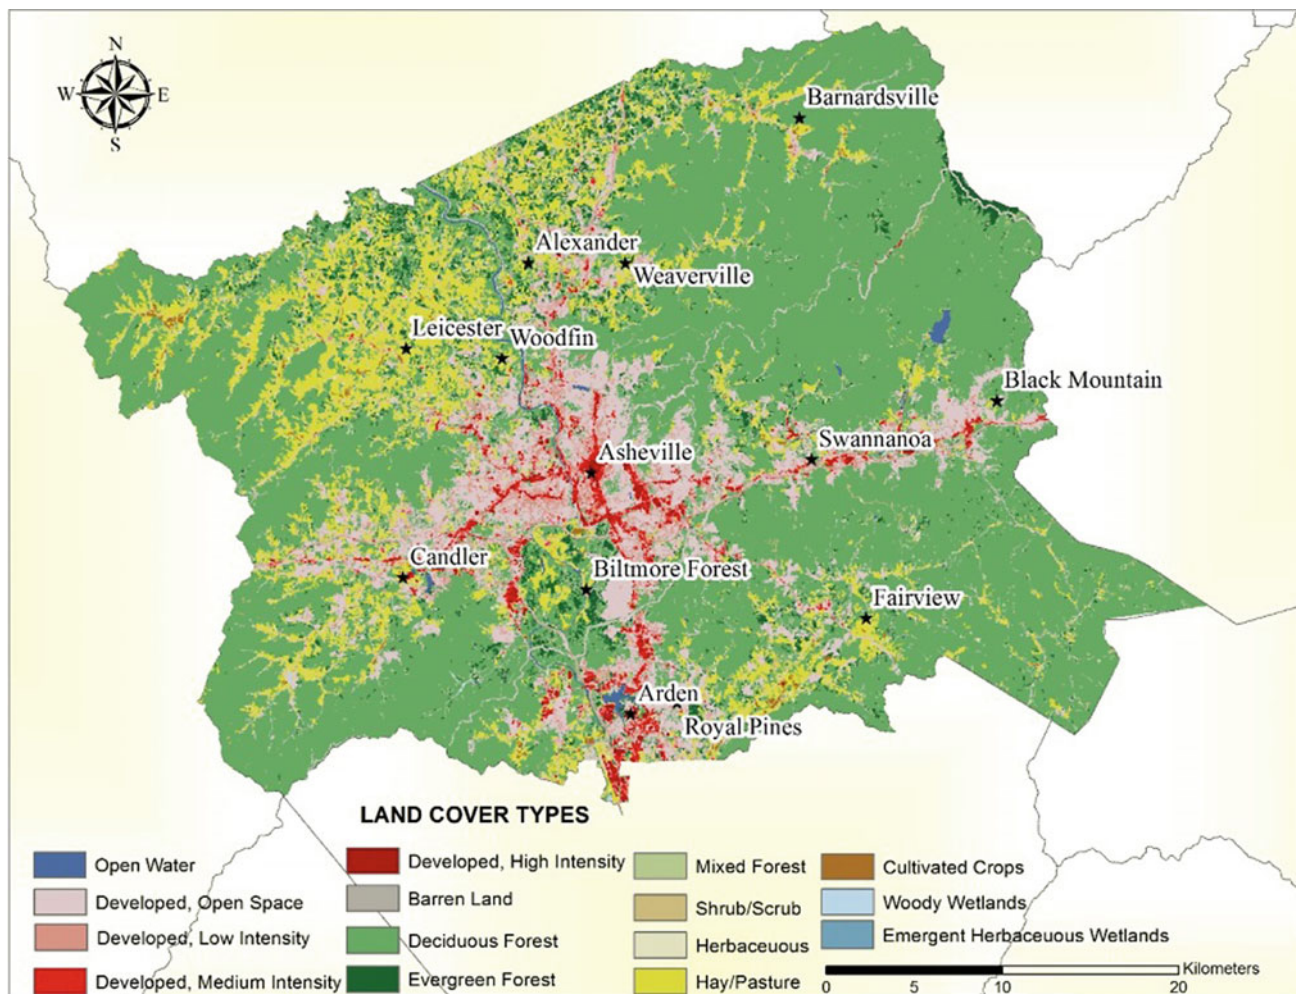 N
W E
S
Barnardsville
Alexander
Weaverville
Leicester
Woodfin
Black Mountain
Swannanoa
Asheville
Candler
Biltmore Forest
Fairview
Arden
Royal Pines
LAND COVER TYPES
Open Water
Developed, Open Space
Developed, Low Intensity
Developed, Medium Intensity
Developed, High Intensity
Barren Land
Deciduous Forest
Evergreen Forest
Mixed Forest
Shrub/Scrub
Herbaceuous
Hay/Pasture
Cultivated Crops
Woody Wetlands
Emergent Herbaceuous Wetlands
Kilometers
0 5 10 20